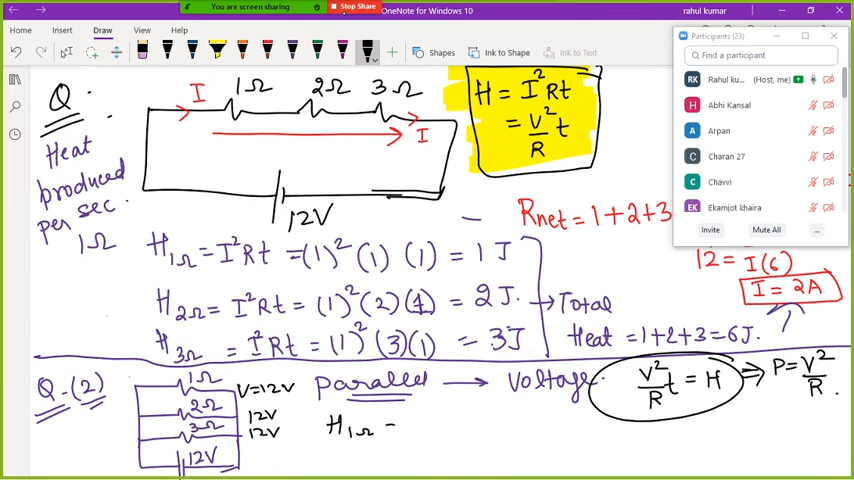 You are screen sharing
Stop Share
OneNote for Windows 10
rahul kumar
Home Insert Draw View Help
Shapes
Ink to Shape
Ink to Text
Participants (23)
Find a participant
Rahul ku... (Host, me)
Abhi Kansal
Arpan
Charan 27
Chavvi
Ekamjot khaira
Invite
Mute All
...
RK
A
A
C
C
EK
Q.
I 1Ω 2Ω 3Ω
I
12V
H = I²Rt
= V²/R t
Heat
produced
per sec.
1Ω
Rnet = 1+2+3
12 = I(6)
I = 2A
H1Ω = I²Rt = (1)² (1) (1) = 1 J
H2Ω = I²Rt = (1)² (2) (1) = 2 J. → Total
H3Ω = I²Rt = (1)² (3)(1) = 3J Heat = 1+2+3 = 6J.
Q-(2)
1Ω V=12V
2Ω 12V
3Ω 12V
12V
Parallel → Voltage.
V²/R t = H ⇒ P = V²/R.
H1Ω =